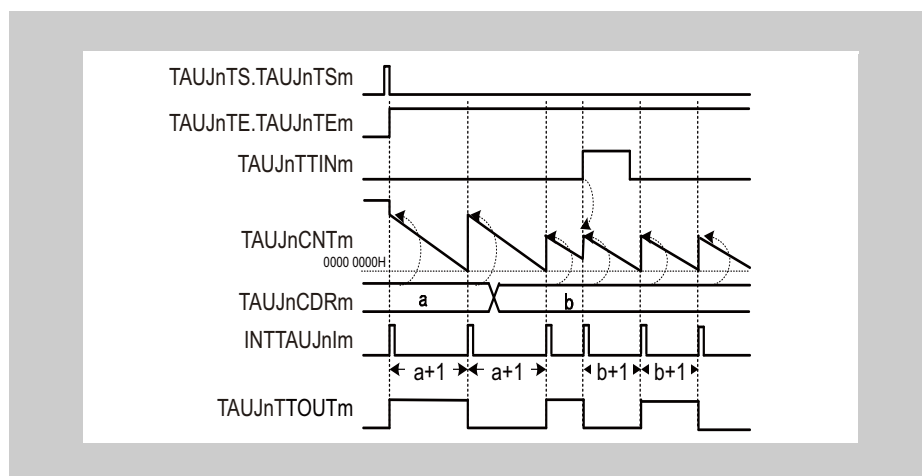 TAUJnTS.TAUJnTSm
TAUJnTE.TAUJnTEm
TAUJnTTINm
TAUJnCNTm
0000 0000H
TAUJnCDRm
a
b
INTTAUJnIm
a+1
a+1
b+1
b+1
TAUJnTTOUTm